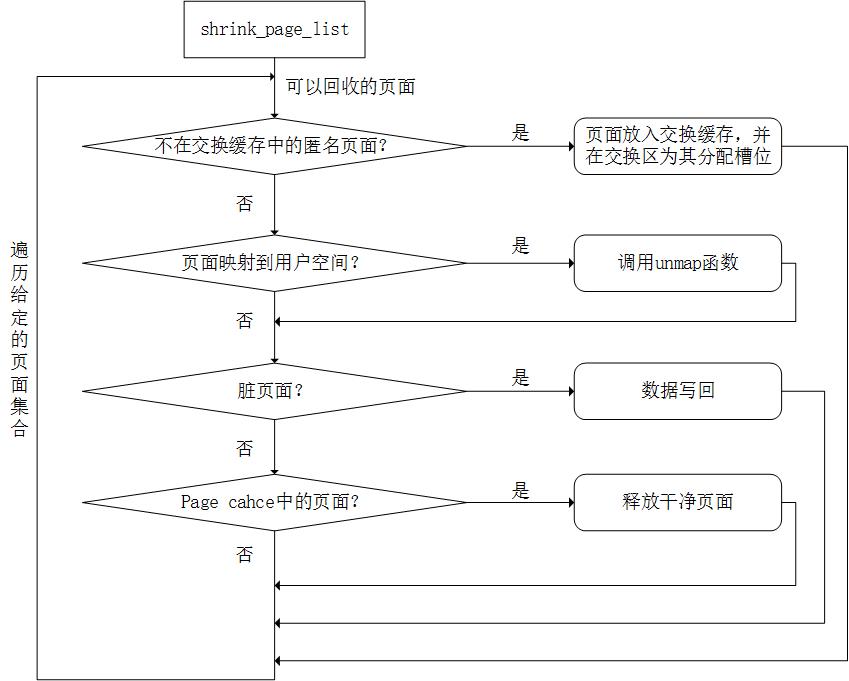 shrink_page_list
可以回收的页面
不在交换缓存中的匿名页面?
是
页面放入交换缓存，并
在交换区为其分配槽位
否
页面映射到用户空间?
是
调用unmap函数
否
脏页面?
是
数据写回
否
Page cahce中的页面?
是
释放干净页面
否
遍历给定的页面集合